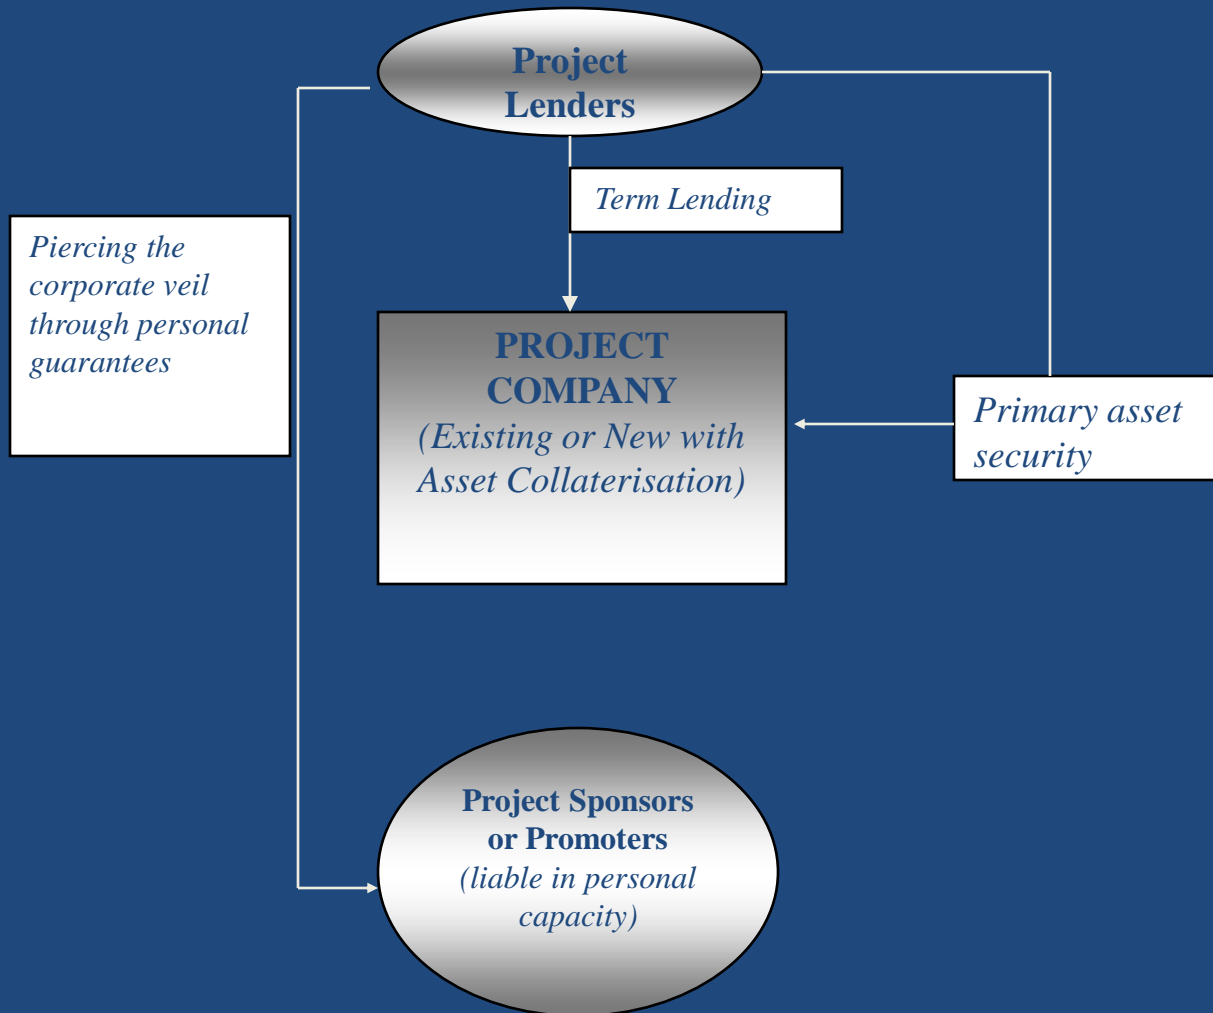 Project
Lenders
Term Lending
Piercing the
corporate veil
through personal
guarantees
PROJECT
COMPANY
(Existing or New with
Asset Collaterisation)
Primary asset
security
Project Sponsors
or Promoters
(liable in personal
capacity)